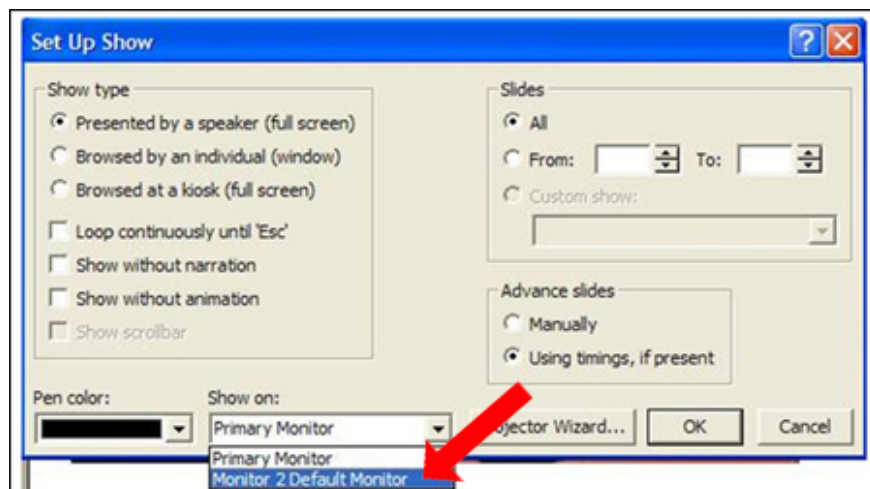 Set Up Show
Show type
Presented by a speaker (full screen)
Browsed by an individual (window)
Browsed at a kiosk (full screen)
Loop continuously until 'Esc'
Show without narration
Show without animation
Show scrollbar
Slides
All
From: To:
Custom show:
Advance slides
Manually
Using timings, if present
Pen color: Show on:
Primary Monitor Wizard... OK Cancel
Primary Monitor
Monitor 2 Default Monitor